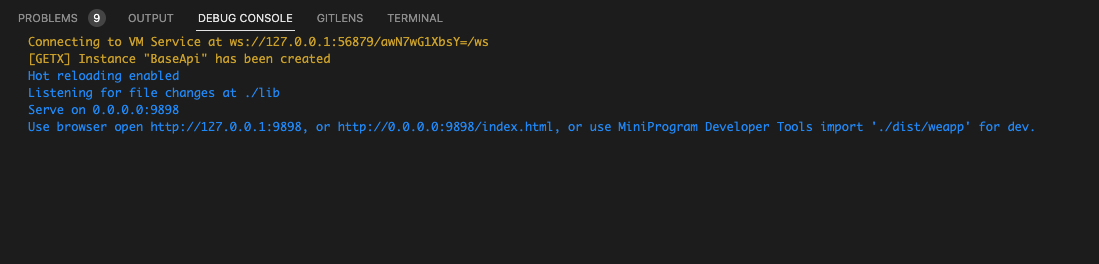 PROBLEMS 9 OUTPUT DEBUG CONSOLE GITLENS TERMINAL
Connecting to VM Service at ws://127.0.0.1:56879/awN7wG1XbsY=/ws
[GETX] Instance "BaseApi" has been created
Hot reloading enabled
Listening for file changes at ./lib
Serve on 0.0.0.0:9898
Use browser open http://127.0.0.1:9898, or http://0.0.0.0:9898/index.html, or use MiniProgram Developer Tools import './dist/weapp' for dev.